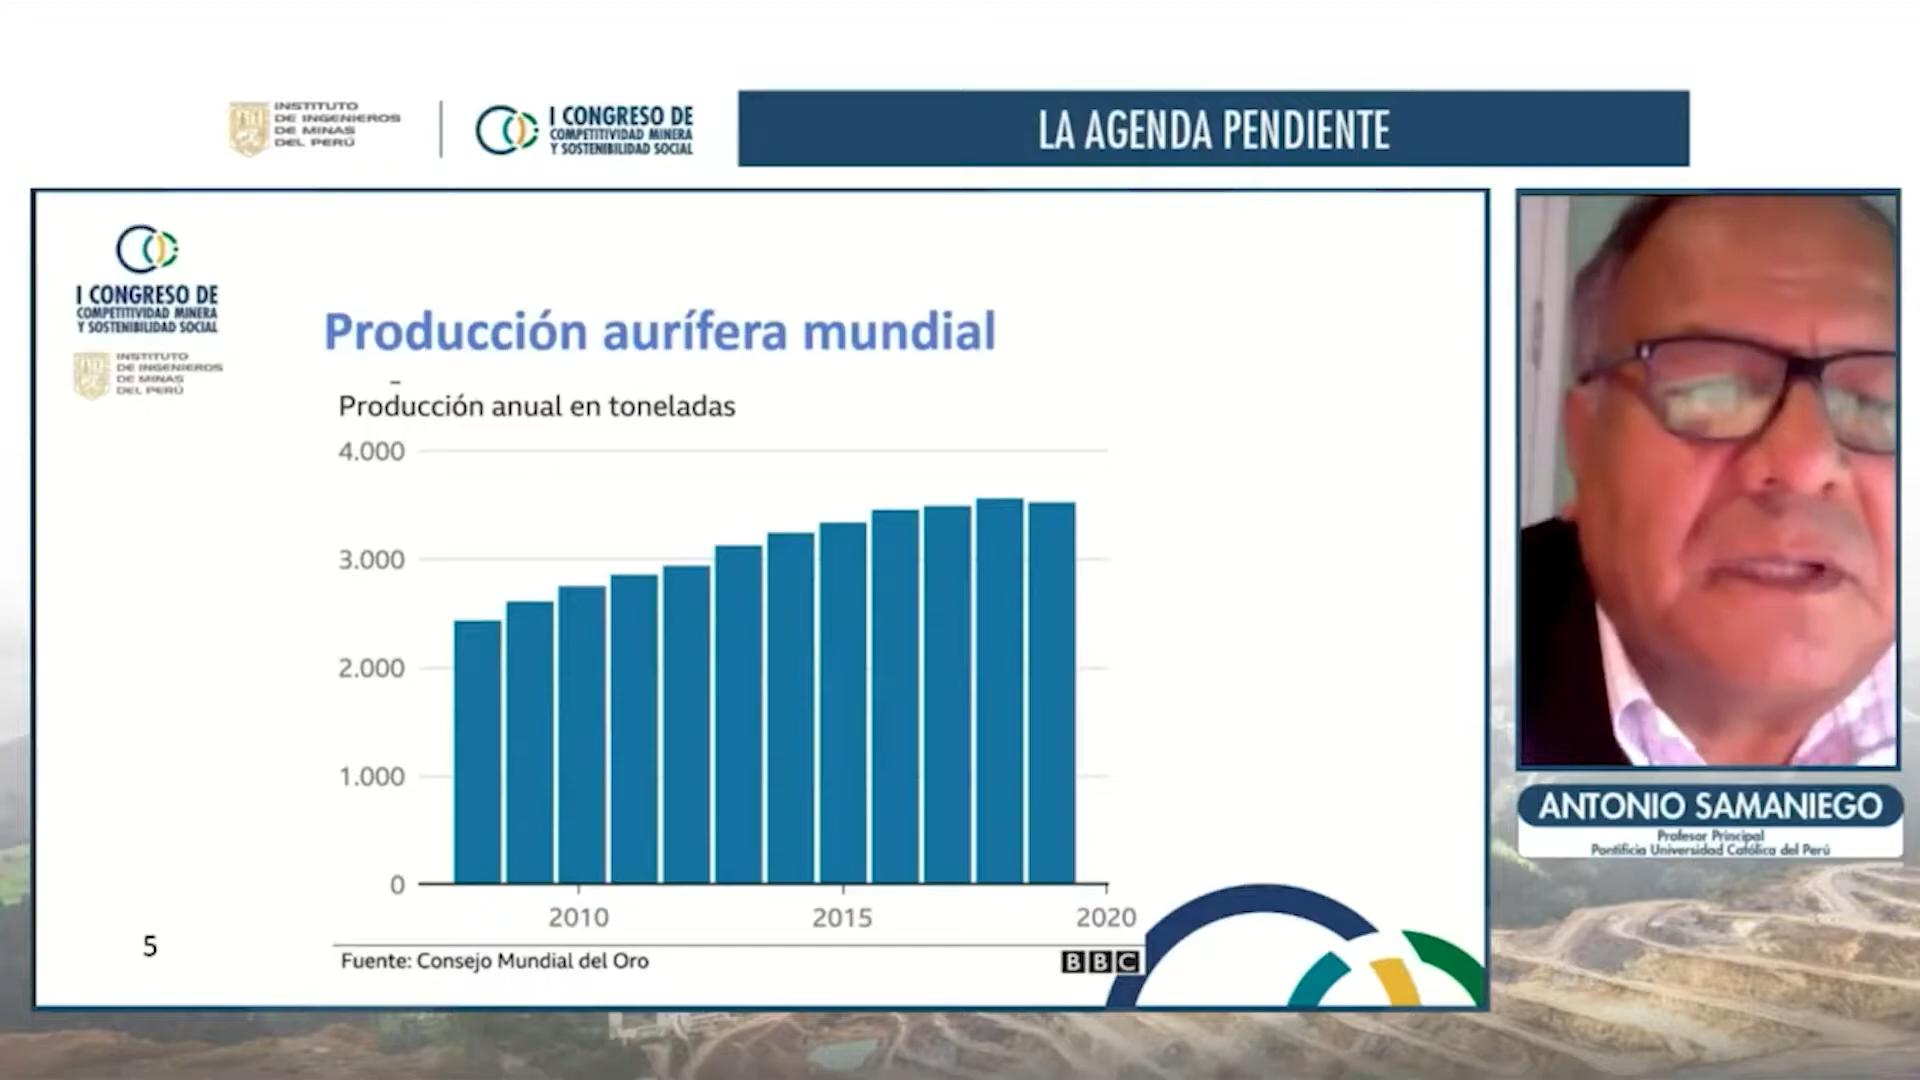 INSTITUTO
DE INGENIEROS
DE MINAS
DEL PERÚ
I CONGRESO DE
COMPETITIVIDAD MINERA
Y SOSTENIBILIDAD SOCIAL
LA AGENDA PENDIENTE
I CONGRESO DE
COMPETITIVIDAD MINERA
Y SOSTENIBILIDAD SOCIAL
INSTITUTO
DE INGENIEROS
DE MINAS
DEL PERÚ
Producción aurífera mundial
Producción anual en toneladas
4.000
3.000
2.000
1.000
0
2010 2015 2020
Fuente: Consejo Mundial del Oro
BBC
5
ANTONIO SAMANIEGO
Profesor Principal
Pontificia Universidad Católica del Perú